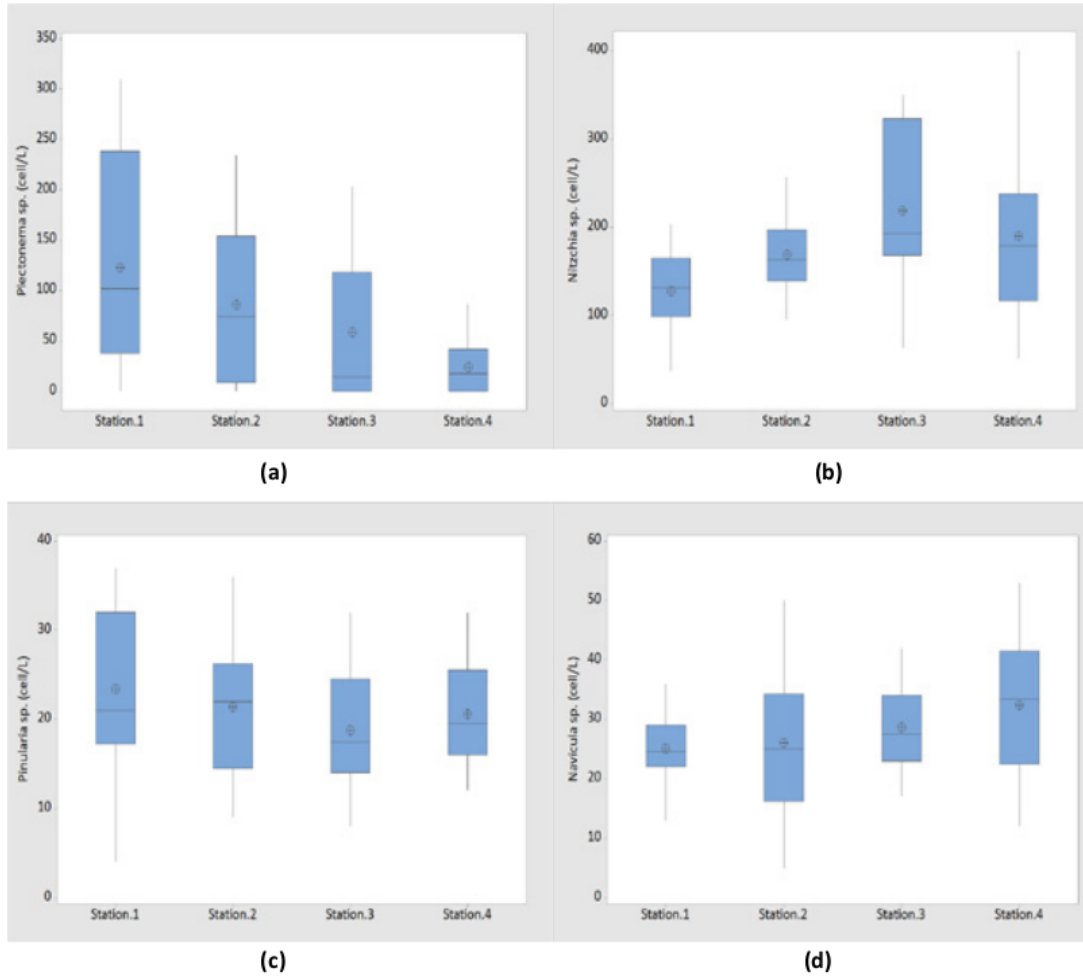 350
300
250
200
150
100
50
0
Plectonema sp. (cell/L)
Station.1 Station.2 Station.3 Station.4
(a)
400
300
200
100
0
Nitzchia sp. (cell/L)
Station.1 Station.2 Station.3 Station.4
(b)
40
30
20
10
0
Pinularia sp. (cell/L)
Station.1 Station.2 Station.3 Station.4
(c)
60
50
40
30
20
10
0
Navicula sp. (cell/L)
Station.1 Station.2 Station.3 Station.4
(d)